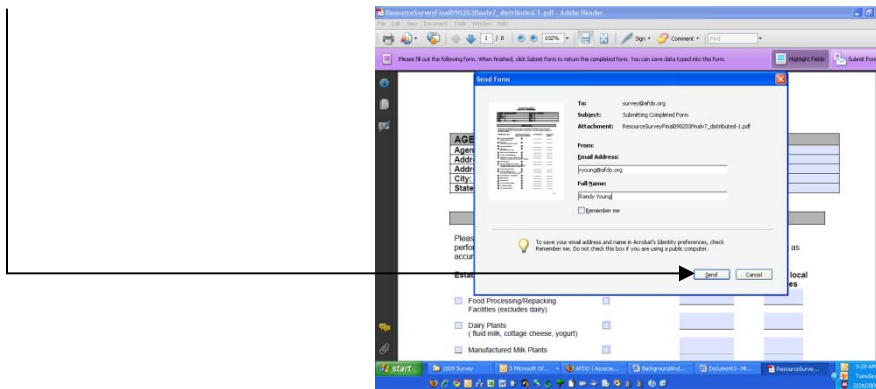 ResourceSurveyFinal090203finalv7_distributed-1.pdf - Adobe Reader
File Edit View Document Tools Window Help
1 / 8 102% Sign Comment Find
Please fill out the following form. When finished, click Submit Form to return the completed form. You can save data typed into this form.
Highlight Fields
Submit Form
Send Form
To: survey@afdo.org
Subject: Submitting Completed Form
Attachment: ResourceSurveyFinal090203finalv7_distributed-1.pdf
From:
Email Address:
ryoung@afdo.org
Full Name:
Randy Young
Remember me
To save your email address and name in Acrobat's Identity preferences, check
Remember me. Do not check this box if you are using a public computer.
Send Cancel
AGE
Agen
Addr
Addr
City:
State
Pleas
perfor as
accur
Estab local
es
Food Processing/Repacking
Facilities (excludes dairy)
Dairy Plants
( fluid milk, cottage cheese, yogurt)
Manufactured Milk Plants
start 2009 Survey 3 Microsoft Of... AFDO | Associa... BackgroundAnd... Document3 - Mi... ResourceSurve... 9:28 AM
Tuesday